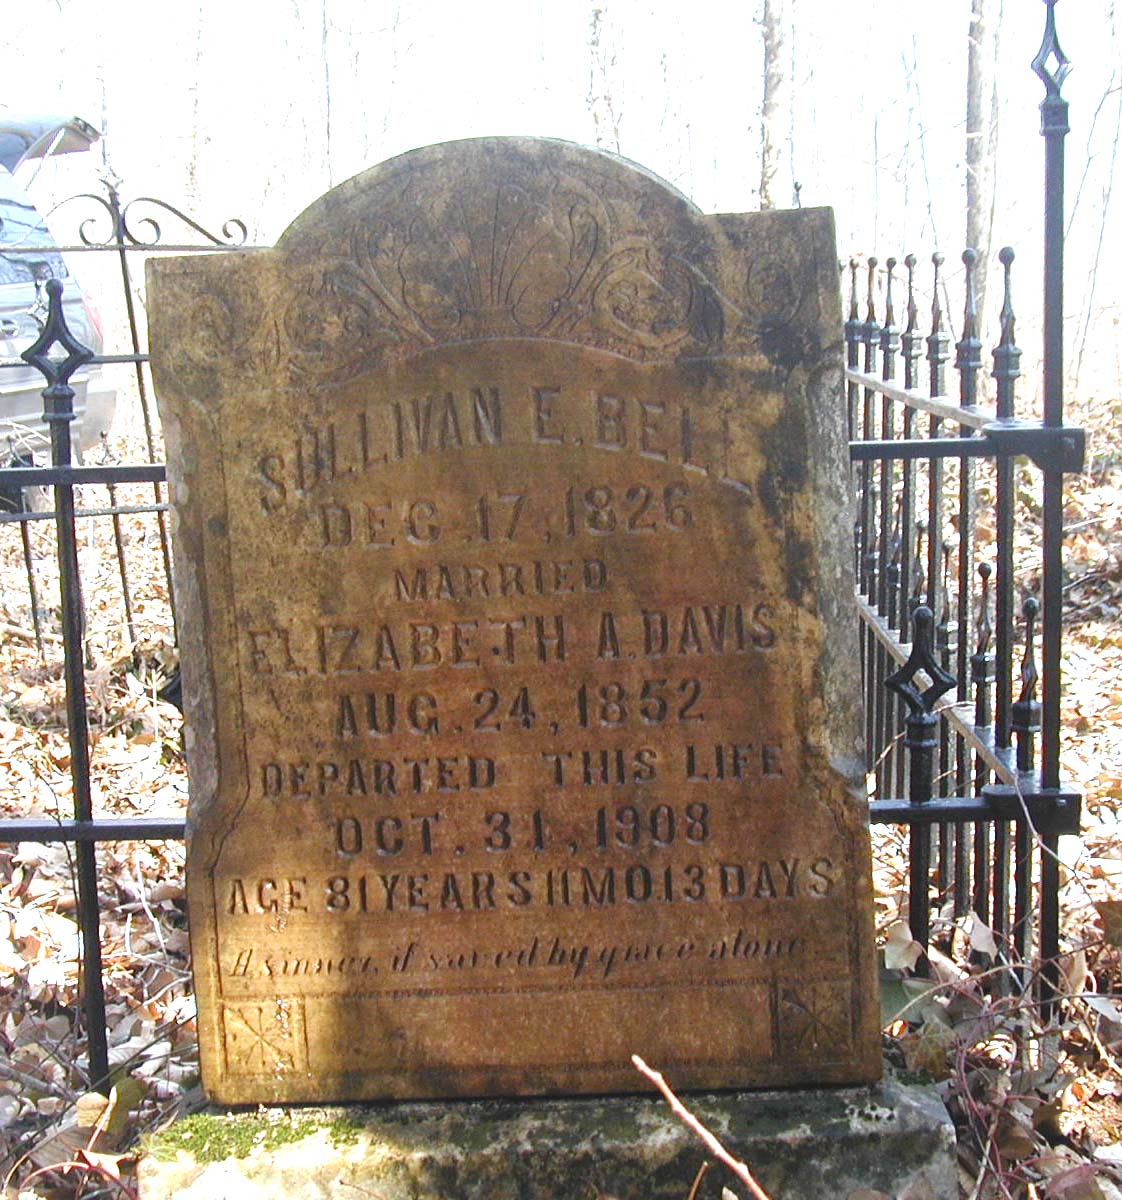 SULLIVAN E. BELL
DEC. 17, 1826
MARRIED
ELIZABETH A. DAVIS
AUG. 24, 1852
DEPARTED THIS LIFE
OCT. 31, 1908
AGE 81 YEARS 11 MO. 13 DAYS
A sinner, if saved by grace alone